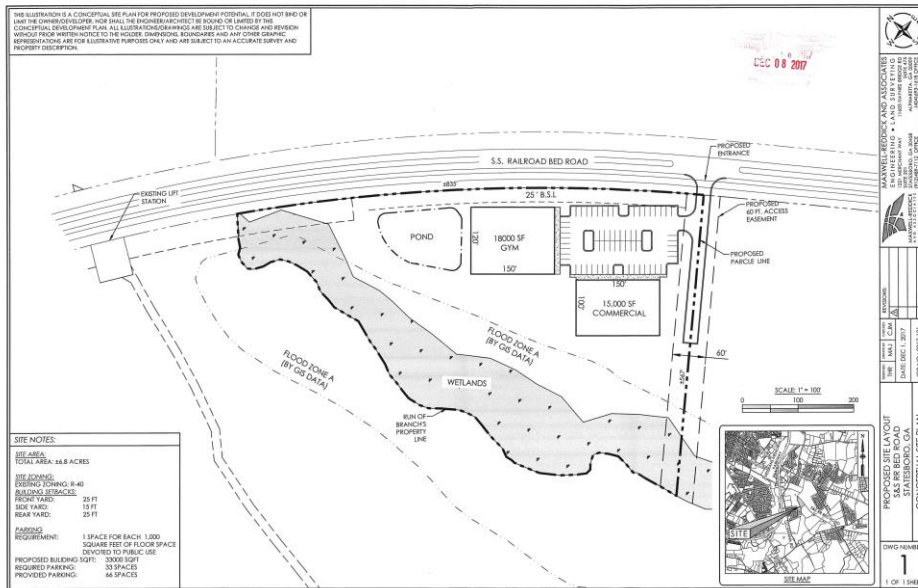 THIS ILLUSTRATION IS A CONCEPTUAL SITE PLAN FOR PROPOSED DEVELOPMENT POTENTIAL. IT DOES NOT BIND OR
LIMIT THE OWNER/DEVELOPER, NOR SHALL THE ENGINEER/ARCHITECT BE BOUND OR LIMITED BY THIS
CONCEPTUAL DEVELOPMENT PLAN. ALL ILLUSTRATIONS/DRAWINGS ARE SUBJECT TO CHANGE AND REVISION
WITHOUT PRIOR WRITTEN NOTICE TO THE HOLDER. DIMENSIONS, BOUNDARIES AND ANY OTHER GRAPHIC
REPRESENTATIONS ARE FOR ILLUSTRATIVE PURPOSES ONLY AND ARE SUBJECT TO AN ACCURATE SURVEY AND
PROPERTY DESCRIPTION.
DEC 08 2017
S.S. RAILROAD BED ROAD
PROPOSED
ENTRANCE
EXISTING LIFT
STATION
±835
25' B.S.L
PROPOSED
60 FT. ACCESS
EASEMENT
POND
120'
18000 SF
GYM
150'
PROPOSED
PARCLE LINE
150'
100'
15,000 SF
COMMERCIAL
FLOOD ZONE A
(BY GIS DATA)
FLOOD ZONE A
(BY GIS DATA)
WETLANDS
60'
±567'
RUN OF
BRANCH'S
PROPERTY
LINE
SCALE: 1" = 100'
0 100 200
SITE
SITE MAP
SITE NOTES:
SITE AREA:
TOTAL AREA: ±6.8 ACRES
SITE ZONING:
EXISTING ZONING: R-40
BUILDING SETBACKS:
FRONT YARD: 25 FT
SIDE YARD: 15 FT
REAR YARD: 25 FT
PARKING
REQUIREMENT: 1 SPACE FOR EACH 1,000
SQUARE FEET OF FLOOR SPACE
DEVOTED TO PUBLIC USE
PROPOSED BUILDING SQFT: 33000 SQFT
REQUIRED PARKING: 33 SPACES
PROVIDED PARKING: 66 SPACES
MAXWELL-REDDICK AND ASSOCIATES
ENGINEERING • LAND SURVEYING
REVISIONS:
THR MAJ CJM
DATE: DEC 1, 2017
PROPOSED SITE LAYOUT
S&S RR BED ROAD
STATESBORO, GA
DWG NUMBE
1
1 OF 1 SHE